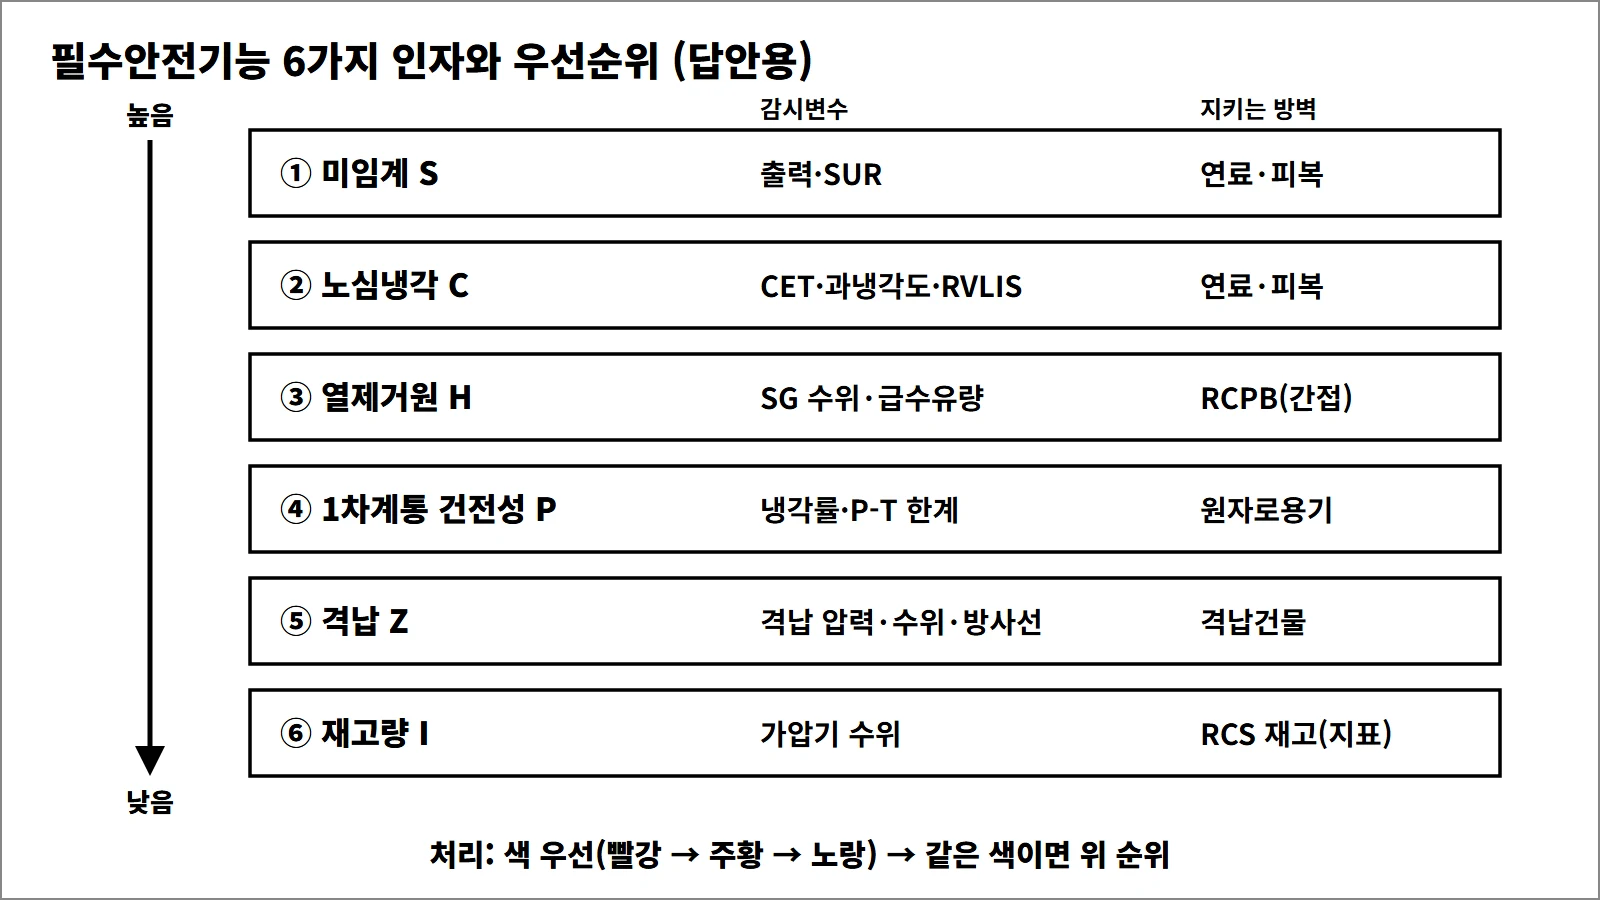 필수안전기능 6가지 인자와 우선순위 (답안용)
높음
감시변수 지키는 방벽
① 미임계 S 출력·SUR 연료·피복
② 노심냉각 C CET·과냉각도·RVLIS 연료·피복
③ 열제거원 H SG 수위·급수유량 RCPB(간접)
④ 1차계통 건전성 P 냉각률·P-T 한계 원자로용기
⑤ 격납 Z 격납 압력·수위·방사선 격납건물
⑥ 재고량 I 가압기 수위 RCS 재고(지표)
낮음
처리: 색 우선(빨강 → 주황 → 노랑) → 같은 색이면 위 순위